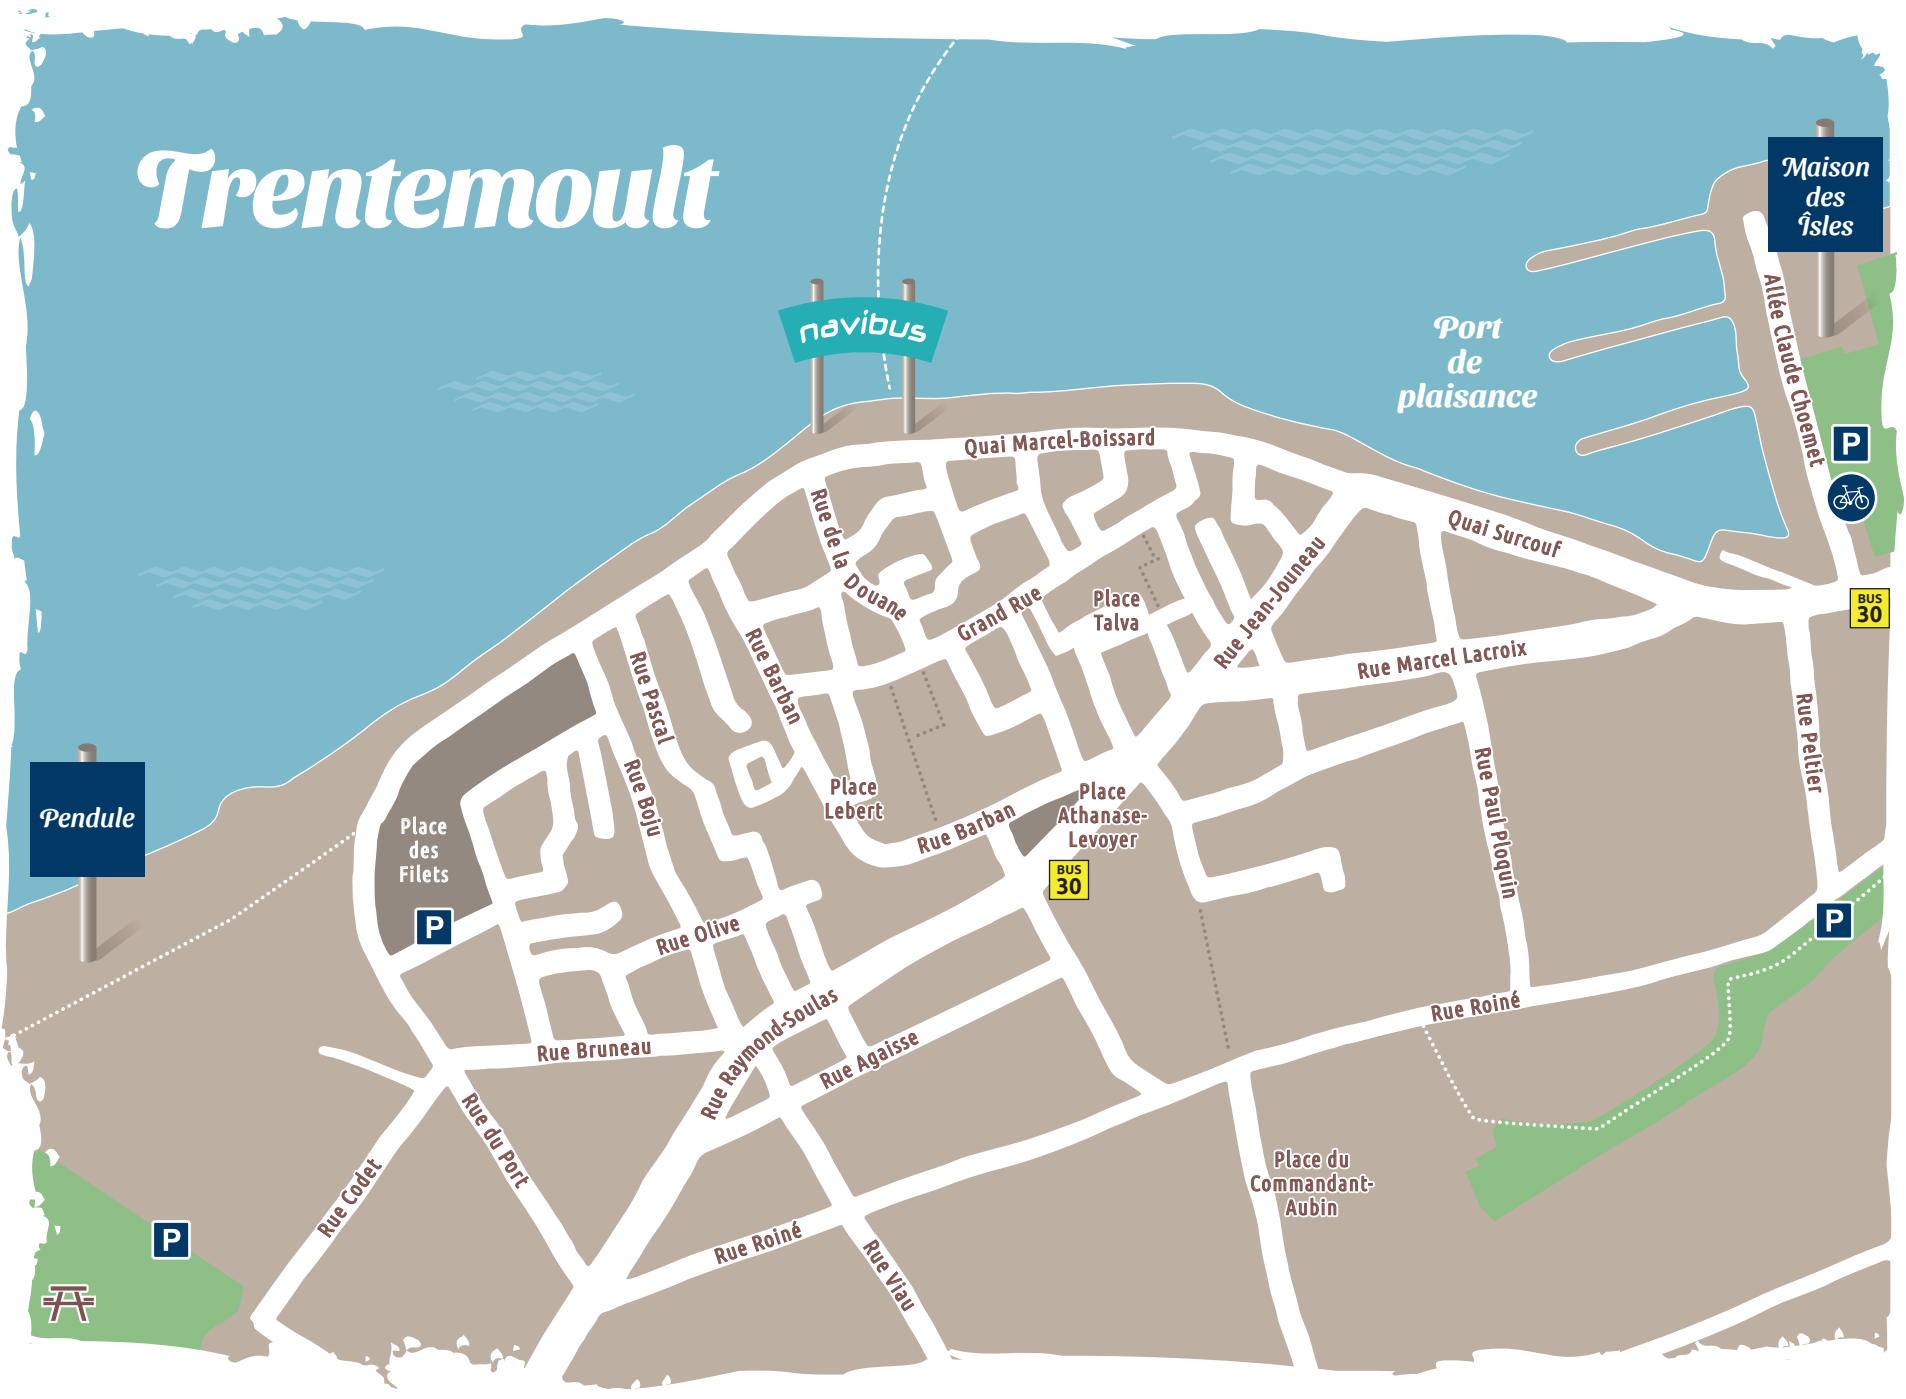 Trentemoult
Maison
des
Îsles
navibus
Port
de
plaisance
Allée Claude Choemet
P
Quai Marcel-Boissard
Rue de la Douane
Quai Surcouf
BUS
30
Grand Rue
Place
Talva
Rue Jean-Jouneau
Rue Marcel Lacroix
Rue Barban
Rue Pascal
Rue Peltier
Pendule
Rue Boju
Place
Lebert
Rue Barban
Place
Athanase-
Levoyer
Rue Paul Ploquin
Place
des
Filets
BUS
30
P
P
Rue Olive
Rue Raymond-Soulas
Rue Roiné
Rue Bruneau
Rue Agaisse
Rue du Port
Rue Codet
Place du
Commandant-
Aubin
P
Rue Roiné
Rue Viau